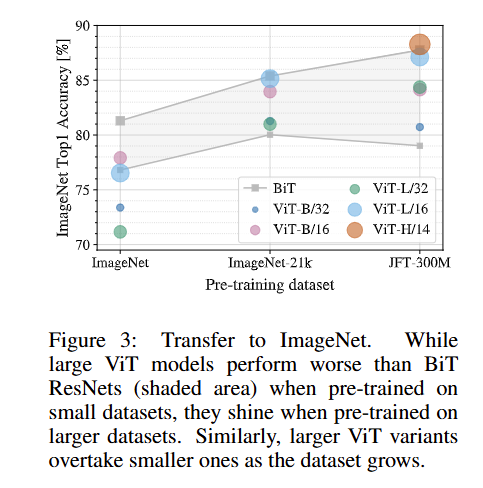 90
85
80
75
70
ImageNet Top1 Accuracy [%]
BiT
ViT-B/32
ViT-B/16
ViT-L/32
ViT-L/16
ViT-H/14
ImageNet
ImageNet-21k
JFT-300M
Pre-training dataset
Figure 3: Transfer to ImageNet. While
large ViT models perform worse than BiT
ResNets (shaded area) when pre-trained on
small datasets, they shine when pre-trained on
larger datasets. Similarly, larger ViT variants
overtake smaller ones as the dataset grows.